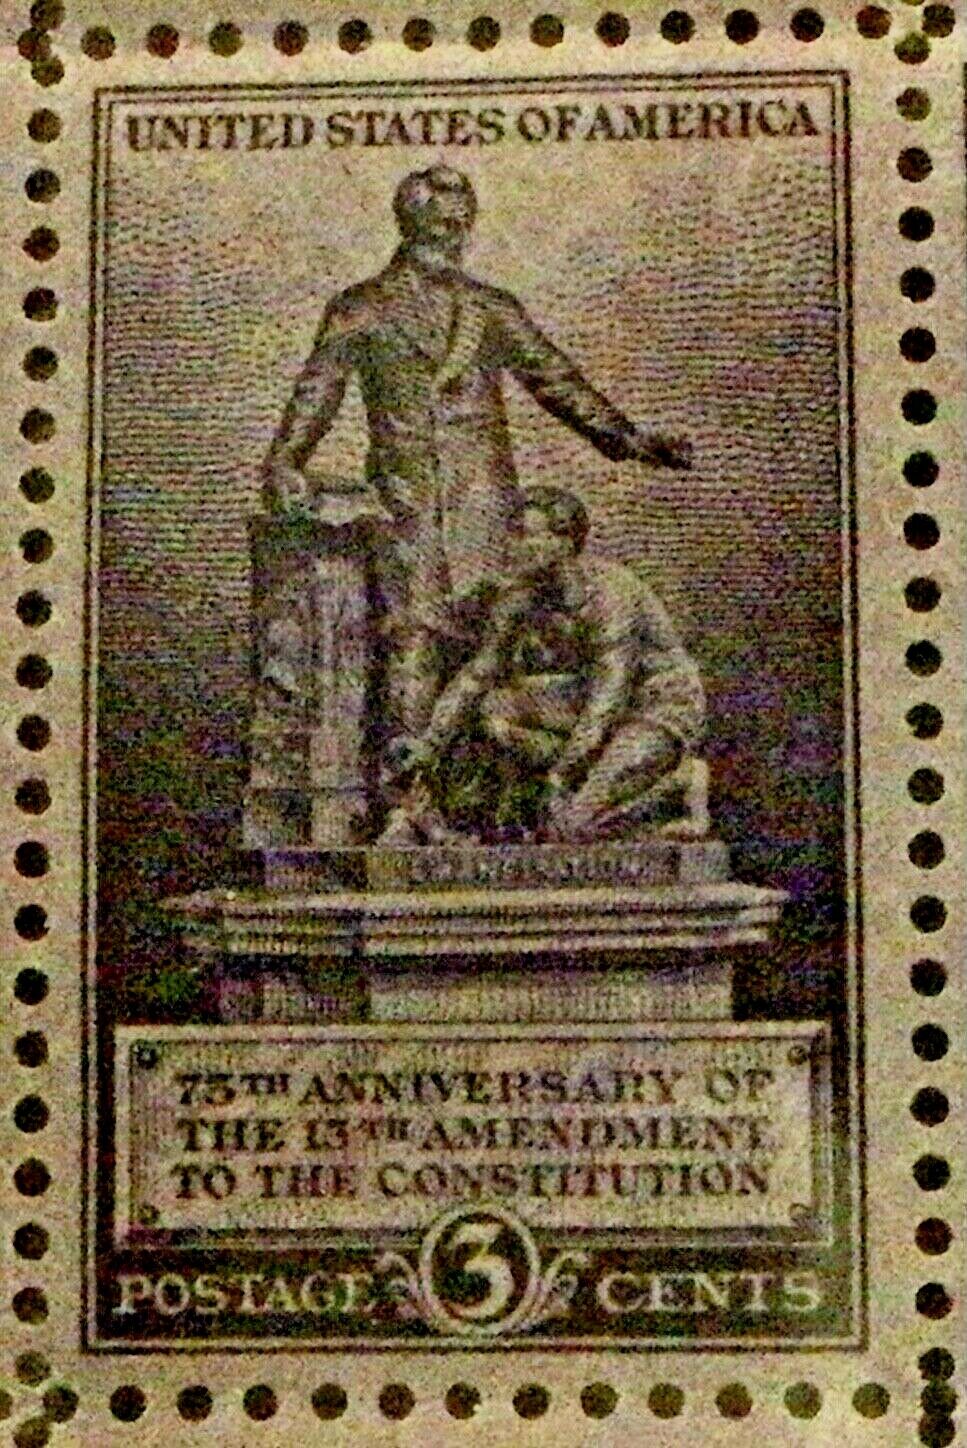 UNITED STATES OF AMERICA
75TH ANNIVERSARY OF
THE 13TH AMENDMENT
TO THE CONSTITUTION
POSTAGE 3 CENTS